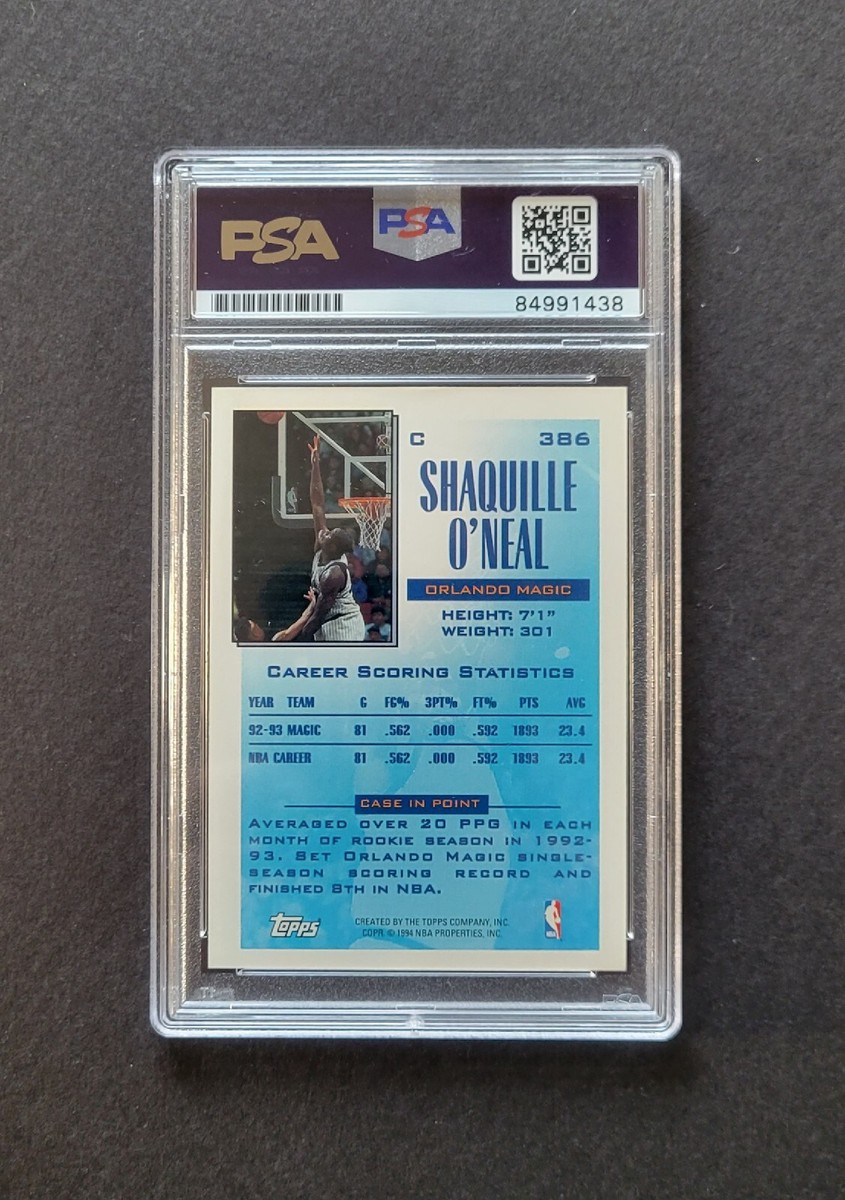 PSA
PSA
84991438
C 386
SHAQUILLE
O'NEAL
ORLANDO MAGIC
HEIGHT: 7'1"
WEIGHT: 301
CAREER SCORING STATISTICS
YEAR TEAM G FG% 3PT% FT% PTS AVG
92-93 MAGIC 81 .562 .000 .592 1893 23.4
NBA CAREER 81 .562 .000 .592 1893 23.4
CASE IN POINT
AVERAGED OVER 20 PPG IN EACH
MONTH OF ROOKIE SEASON IN 1992-
93. SET ORLANDO MAGIC SINGLE-
SEASON SCORING RECORD AND
FINISHED 8TH IN NBA.
topps
CREATED BY THE TOPPS COMPANY, INC.
COPR. © 1994 NBA PROPERTIES, INC.
PSA